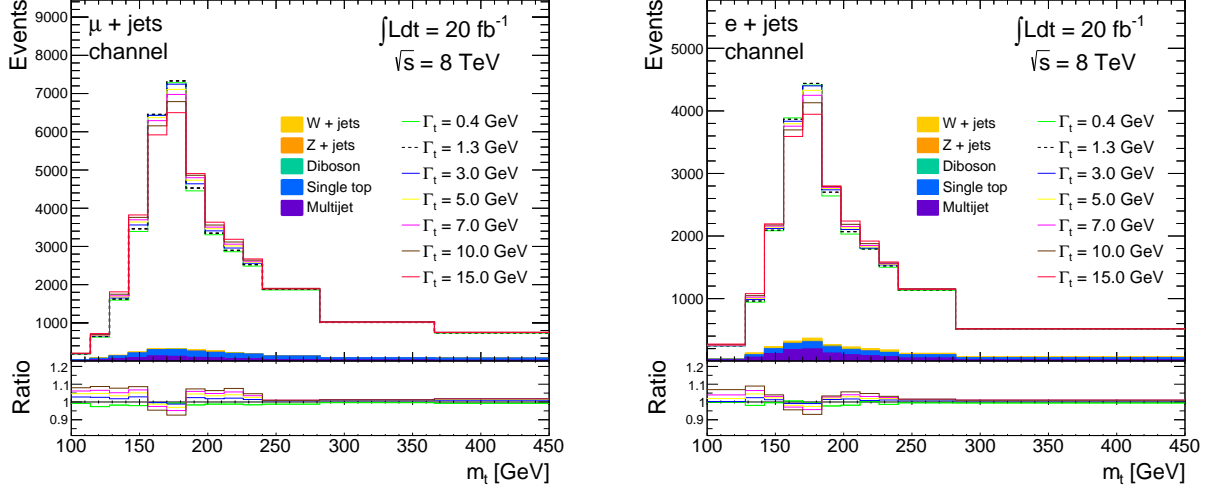 Events
9000
8000
7000
6000
5000
4000
3000
2000
1000
μ + jets
channel
∫Ldt = 20 fb⁻¹
√s = 8 TeV
W + jets
Z + jets
Diboson
Single top
Multijet
Γt = 0.4 GeV
Γt = 1.3 GeV
Γt = 3.0 GeV
Γt = 5.0 GeV
Γt = 7.0 GeV
Γt = 10.0 GeV
Γt = 15.0 GeV
Ratio
1.2
1.1
1
0.9
100 150 200 250 300 350 400 450
mt [GeV]
Events
5000
4000
3000
2000
1000
e + jets
channel
∫Ldt = 20 fb⁻¹
√s = 8 TeV
W + jets
Z + jets
Diboson
Single top
Multijet
Γt = 0.4 GeV
Γt = 1.3 GeV
Γt = 3.0 GeV
Γt = 5.0 GeV
Γt = 7.0 GeV
Γt = 10.0 GeV
Γt = 15.0 GeV
Ratio
1.2
1.1
1
0.9
100 150 200 250 300 350 400 450
mt [GeV]